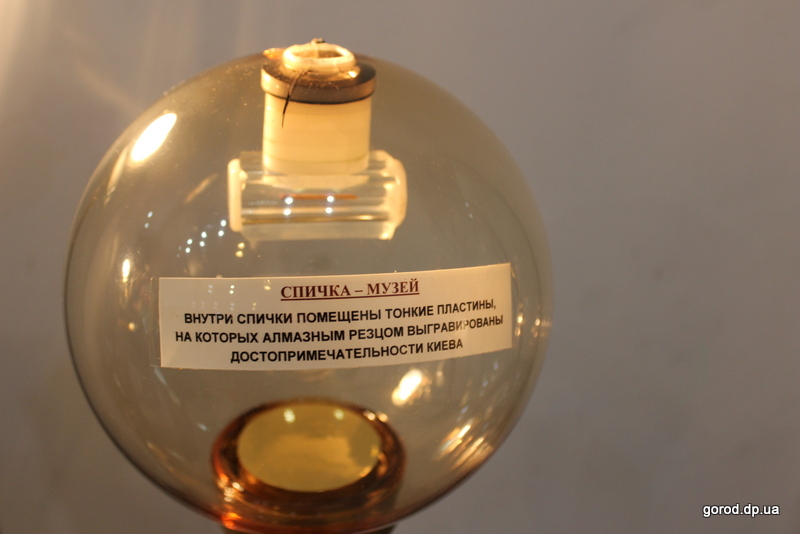 СПИЧКА – МУЗЕЙ
ВНУТРИ СПИЧКИ ПОМЕЩЕНЫ ТОНКИЕ ПЛАСТИНЫ,
НА КОТОРЫХ АЛМАЗНЫМ РЕЗЦОМ ВЫГРАВИРОВАНЫ
ДОСТОПРИМЕЧАТЕЛЬНОСТИ КИЕВА
gorod.dp.ua